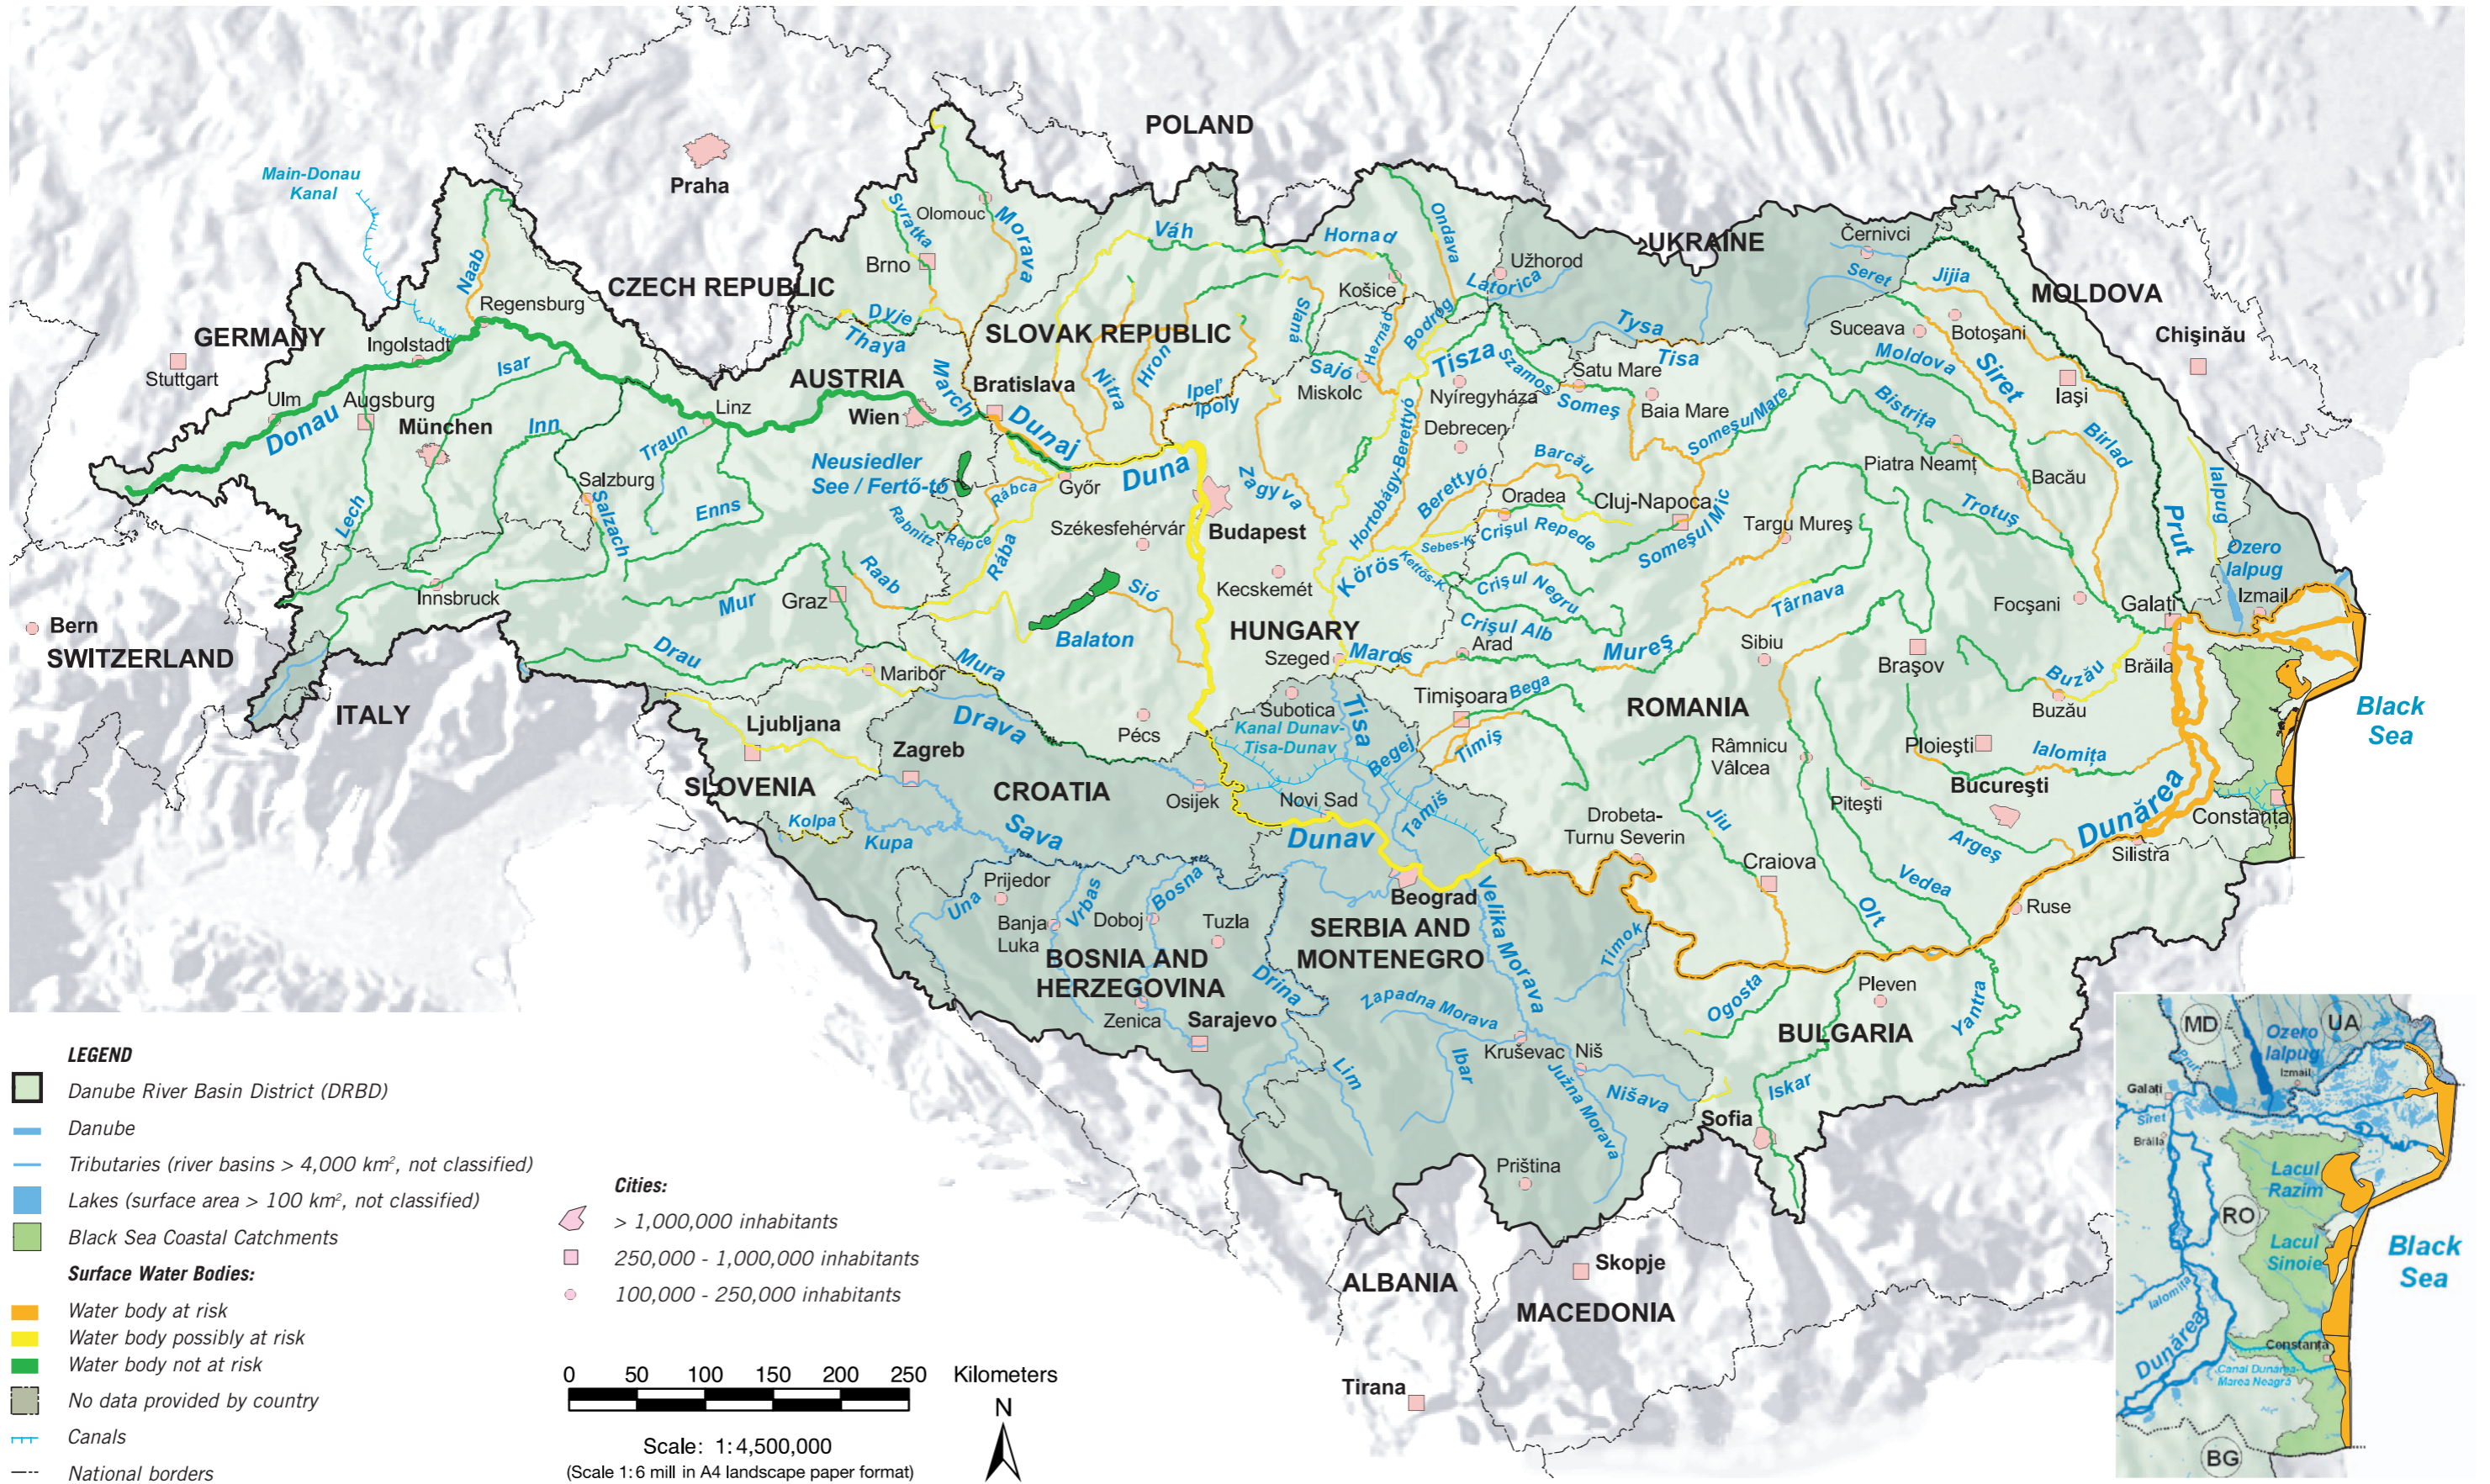 POLAND
Main-Donau
Kanal
Praha
Olomouc
Morava
Svratka
Brno
Váh
Hornad
Ondava
Užhorod
Latorica
UKRAINE
Černivci
Seret
Jijia
MOLDOVA
Chişinău
Naab
Regensburg
CZECH REPUBLIC
Dyje
Thaya
SLOVAK REPUBLIC
Slaná
Košice
Hernád
Bodrog
Tysa
Tisa
Suceava
Botoşani
Moldova
Siret
Iaşi
GERMANY
Stuttgart
Ingolstadt
Isar
Ulm
Augsburg
München
Donau
Inn
Linz
Traun
AUSTRIA
Wien
March
Bratislava
Dunaj
Nitra
Hron
Ipeľ
Ipoly
Sajó
Miskolc
Tisza
Nyíregyháza
Szamos
Satu Mare
Someş
Baia Mare
Someşu/Mare
Bistriţa
Birlad
Debrecen
Neusiedler
See / Fertő-tó
Duna
Győr
Rábca
Zagyva
Hortobágy-Berettyó
Berettyó
Barcău
Oradea
Cluj-Napoca
Piatra Neamţ
Bacău
Ialpug
Salzburg
Salzach
Lech
Enns
Rabnitz
Répce
Rába
Székesfehérvár
Budapest
Sebes-K.
Crişul Repede
Someşul Mic
Targu Mureş
Trotuş
Prut
Ozero
Ialpug
Izmail
Innsbruck
Mur
Graz
Raab
Sió
Kecskemét
Körös
Kettős-K.
Crişul Negru
Târnava
Focşani
Galaţi
Bern
SWITZERLAND
Drau
Balaton
HUNGARY
Szeged
Maros
Crişul Alb
Arad
Mureş
Sibiu
Braşov
Buzău
Brăila
ITALY
Maribor
Mura
Ljubljana
Drava
Pécs
Subotica
Tisa
Timişoara
Bega
ROMANIA
Buzău
Black
Sea
Kanal Dunav-
Tisa-Dunav
Begej
Timiş
Râmnicu
Vâlcea
Ploieşti
Ialomiţa
Zagreb
SLOVENIA
CROATIA
Osijek
Novi Sad
Tamiš
Drobeta-
Turnu Severin
Jiu
Piteşti
Bucureşti
Dunărea
Constanţa
Kolpa
Kupa
Sava
Dunav
Argeş
Silistra
Craiova
Una
Prijedor
Vrbas
Bosna
Beograd
Velika Morava
Vedea
Olt
Ruse
Banja
Luka
Doboj
Tuzla
SERBIA AND
MONTENEGRO
BOSNIA AND
HERZEGOVINA
Drina
Timok
Zenica
Sarajevo
Zapadna Morava
Ogosta
Pleven
Yantra
BULGARIA
Lim
Ibar
Kruševac
Niš
Južna Morava
Nišava
Iskar
Sofia
Priština
ALBANIA
Skopje
MACEDONIA
Tirana
LEGEND
Danube River Basin District (DRBD)
Danube
Tributaries (river basins > 4,000 km², not classified)
Lakes (surface area > 100 km², not classified)
Black Sea Coastal Catchments
Surface Water Bodies:
Water body at risk
Water body possibly at risk
Water body not at risk
No data provided by country
Canals
National borders
Cities:
> 1,000,000 inhabitants
250,000 - 1,000,000 inhabitants
100,000 - 250,000 inhabitants
0 50 100 150 200 250 Kilometers
Scale: 1:4,500,000
(Scale 1:6 mill in A4 landscape paper format)
N
MD
UA
Ozero
Ialpug
Izmail
Prut
Galaţi
Siret
Brăila
Lacul
Razim
RO
Lacul
Sinoie
Black
Sea
Ialomiţa
Dunărea
Constanţa
Canal Dunărea-
Marea Neagră
BG